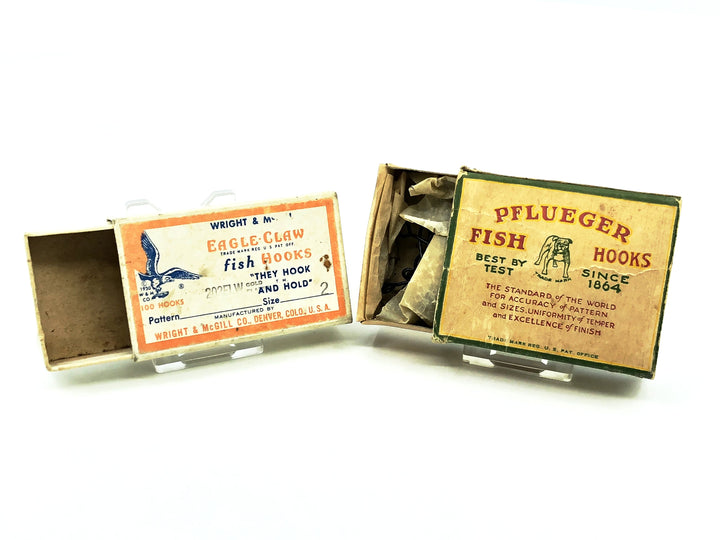 WRIGHT &
EAGLE-CLAW
TRADE MARK REG. U.S. PAT. OFF.
fish HOOKS
"THEY HOOK
AND HOLD"
1930
W & M
CO
100 HOOKS
GOLD
Pattern Size 2
MANUFACTURED BY
WRIGHT & McGILL CO., DENVER, COLO., U.S.A.
PFLUEGER
FISH HOOKS
BEST BY TEST
SINCE 1864
TRADE MARK
THE STANDARD OF THE WORLD
FOR ACCURACY OF PATTERN
and SIZES, UNIFORMITY OF TEMPER
and EXCELLENCE OF FINISH
TRADE MARK REG. U.S. PAT. OFFICE